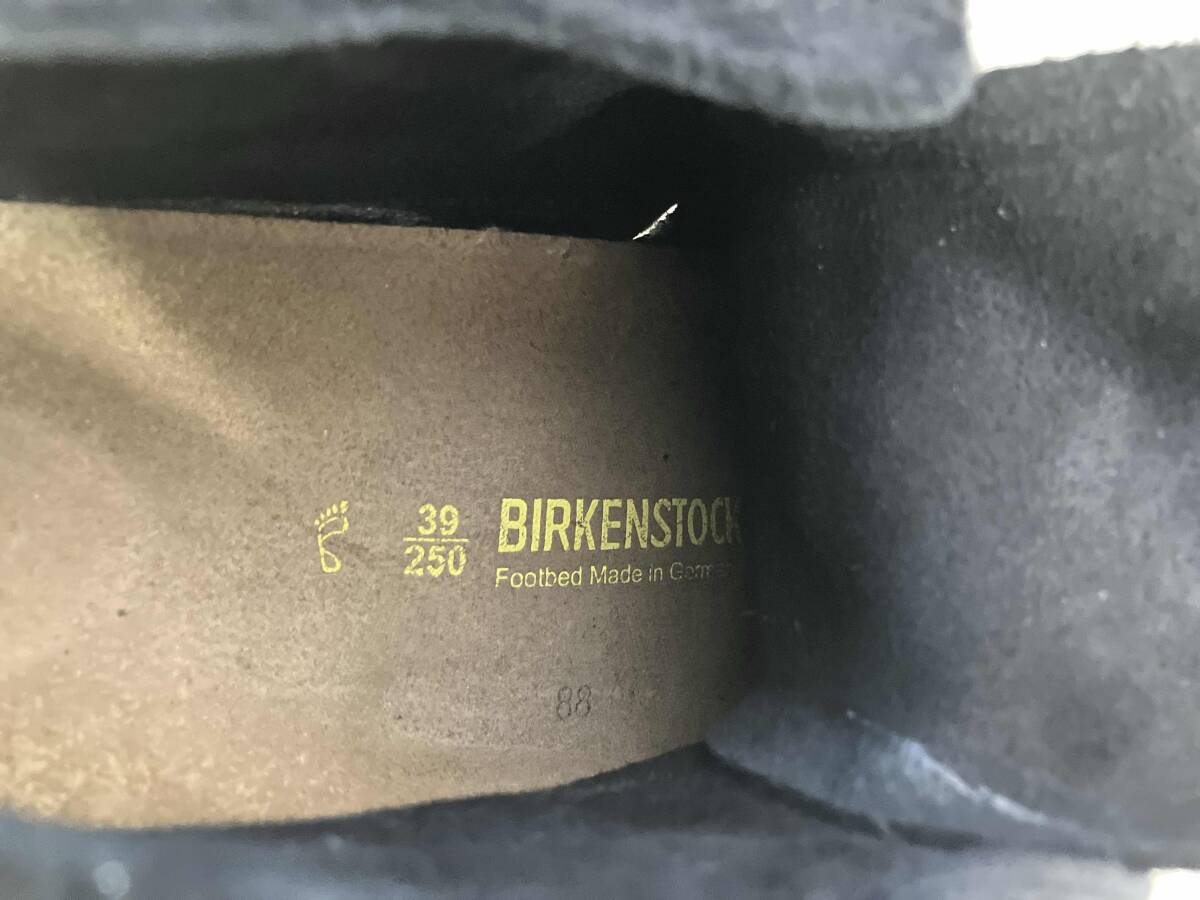 39
250
BIRKENSTOCK
Footbed Made in
88